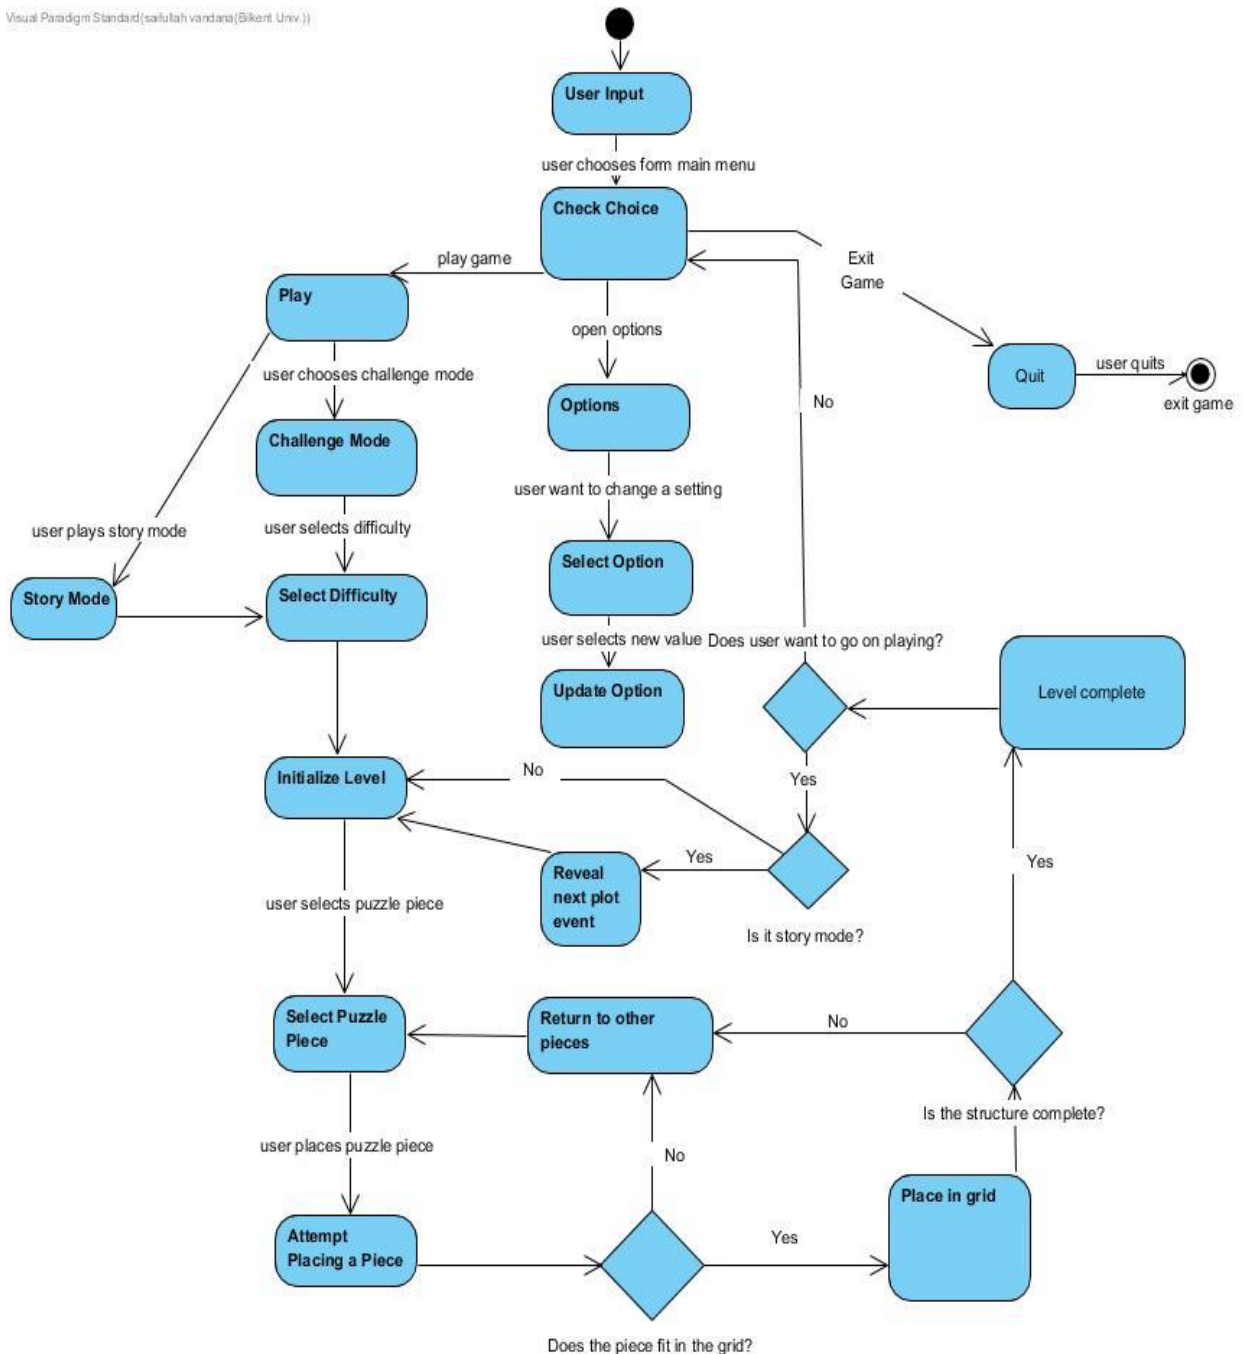 Visual Paradigm Standard(saifullah vandana(Bilkent Univ.))
User Input
user chooses form main menu
Check Choice
play game
Exit
Game
Play
open options
user chooses challenge mode
Quit
user quits
exit game
Options
No
Challenge Mode
user want to change a setting
user plays story mode
user selects difficulty
Select Option
Story Mode
Select Difficulty
user selects new value
Does user want to go on playing?
Update Option
Level complete
Initialize Level
No
Yes
Yes
Reveal
next plot
event
Yes
user selects puzzle piece
Is it story mode?
Select Puzzle
Piece
Return to other
pieces
No
Is the structure complete?
user places puzzle piece
No
Place in grid
Attempt
Placing a Piece
Yes
Does the piece fit in the grid?